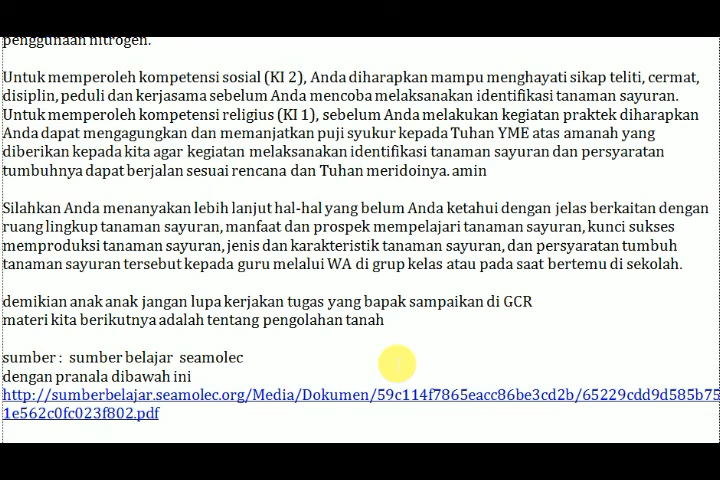 penggunaan nitrogen.
Untuk memperoleh kompetensi sosial (KI 2), Anda diharapkan mampu menghayati sikap teliti, cermat,
disiplin, peduli dan kerjasama sebelum Anda mencoba melaksanakan identifikasi tanaman sayuran.
Untuk memperoleh kompetensi religius (KI 1), sebelum Anda melakukan kegiatan praktek diharapkan
Anda dapat mengagungkan dan memanjatkan puji syukur kepada Tuhan YME atas amanah yang
diberikan kepada kita agar kegiatan melaksanakan identifikasi tanaman sayuran dan persyaratan
tumbuhnya dapat berjalan sesuai rencana dan Tuhan meridoinya. amin
Silahkan Anda menanyakan lebih lanjut hal-hal yang belum Anda ketahui dengan jelas berkaitan dengan
ruang lingkup tanaman sayuran, manfaat dan prospek mempelajari tanaman sayuran, kunci sukses
memproduksi tanaman sayuran, jenis dan karakteristik tanaman sayuran, dan persyaratan tumbuh
tanaman sayuran tersebut kepada guru melalui WA di grup kelas atau pada saat bertemu di sekolah.
demikian anak anak jangan lupa kerjakan tugas yang bapak sampaikan di GCR
materi kita berikutnya adalah tentang pengolahan tanah
sumber : sumber belajar seamolec
dengan pranala dibawah ini
http://sumberbelajar.seamolec.org/Media/Dokumen/59c114f7865eacc86be3cd2b/65229cdd9d585b75
1e562c0fc023f802.pdf